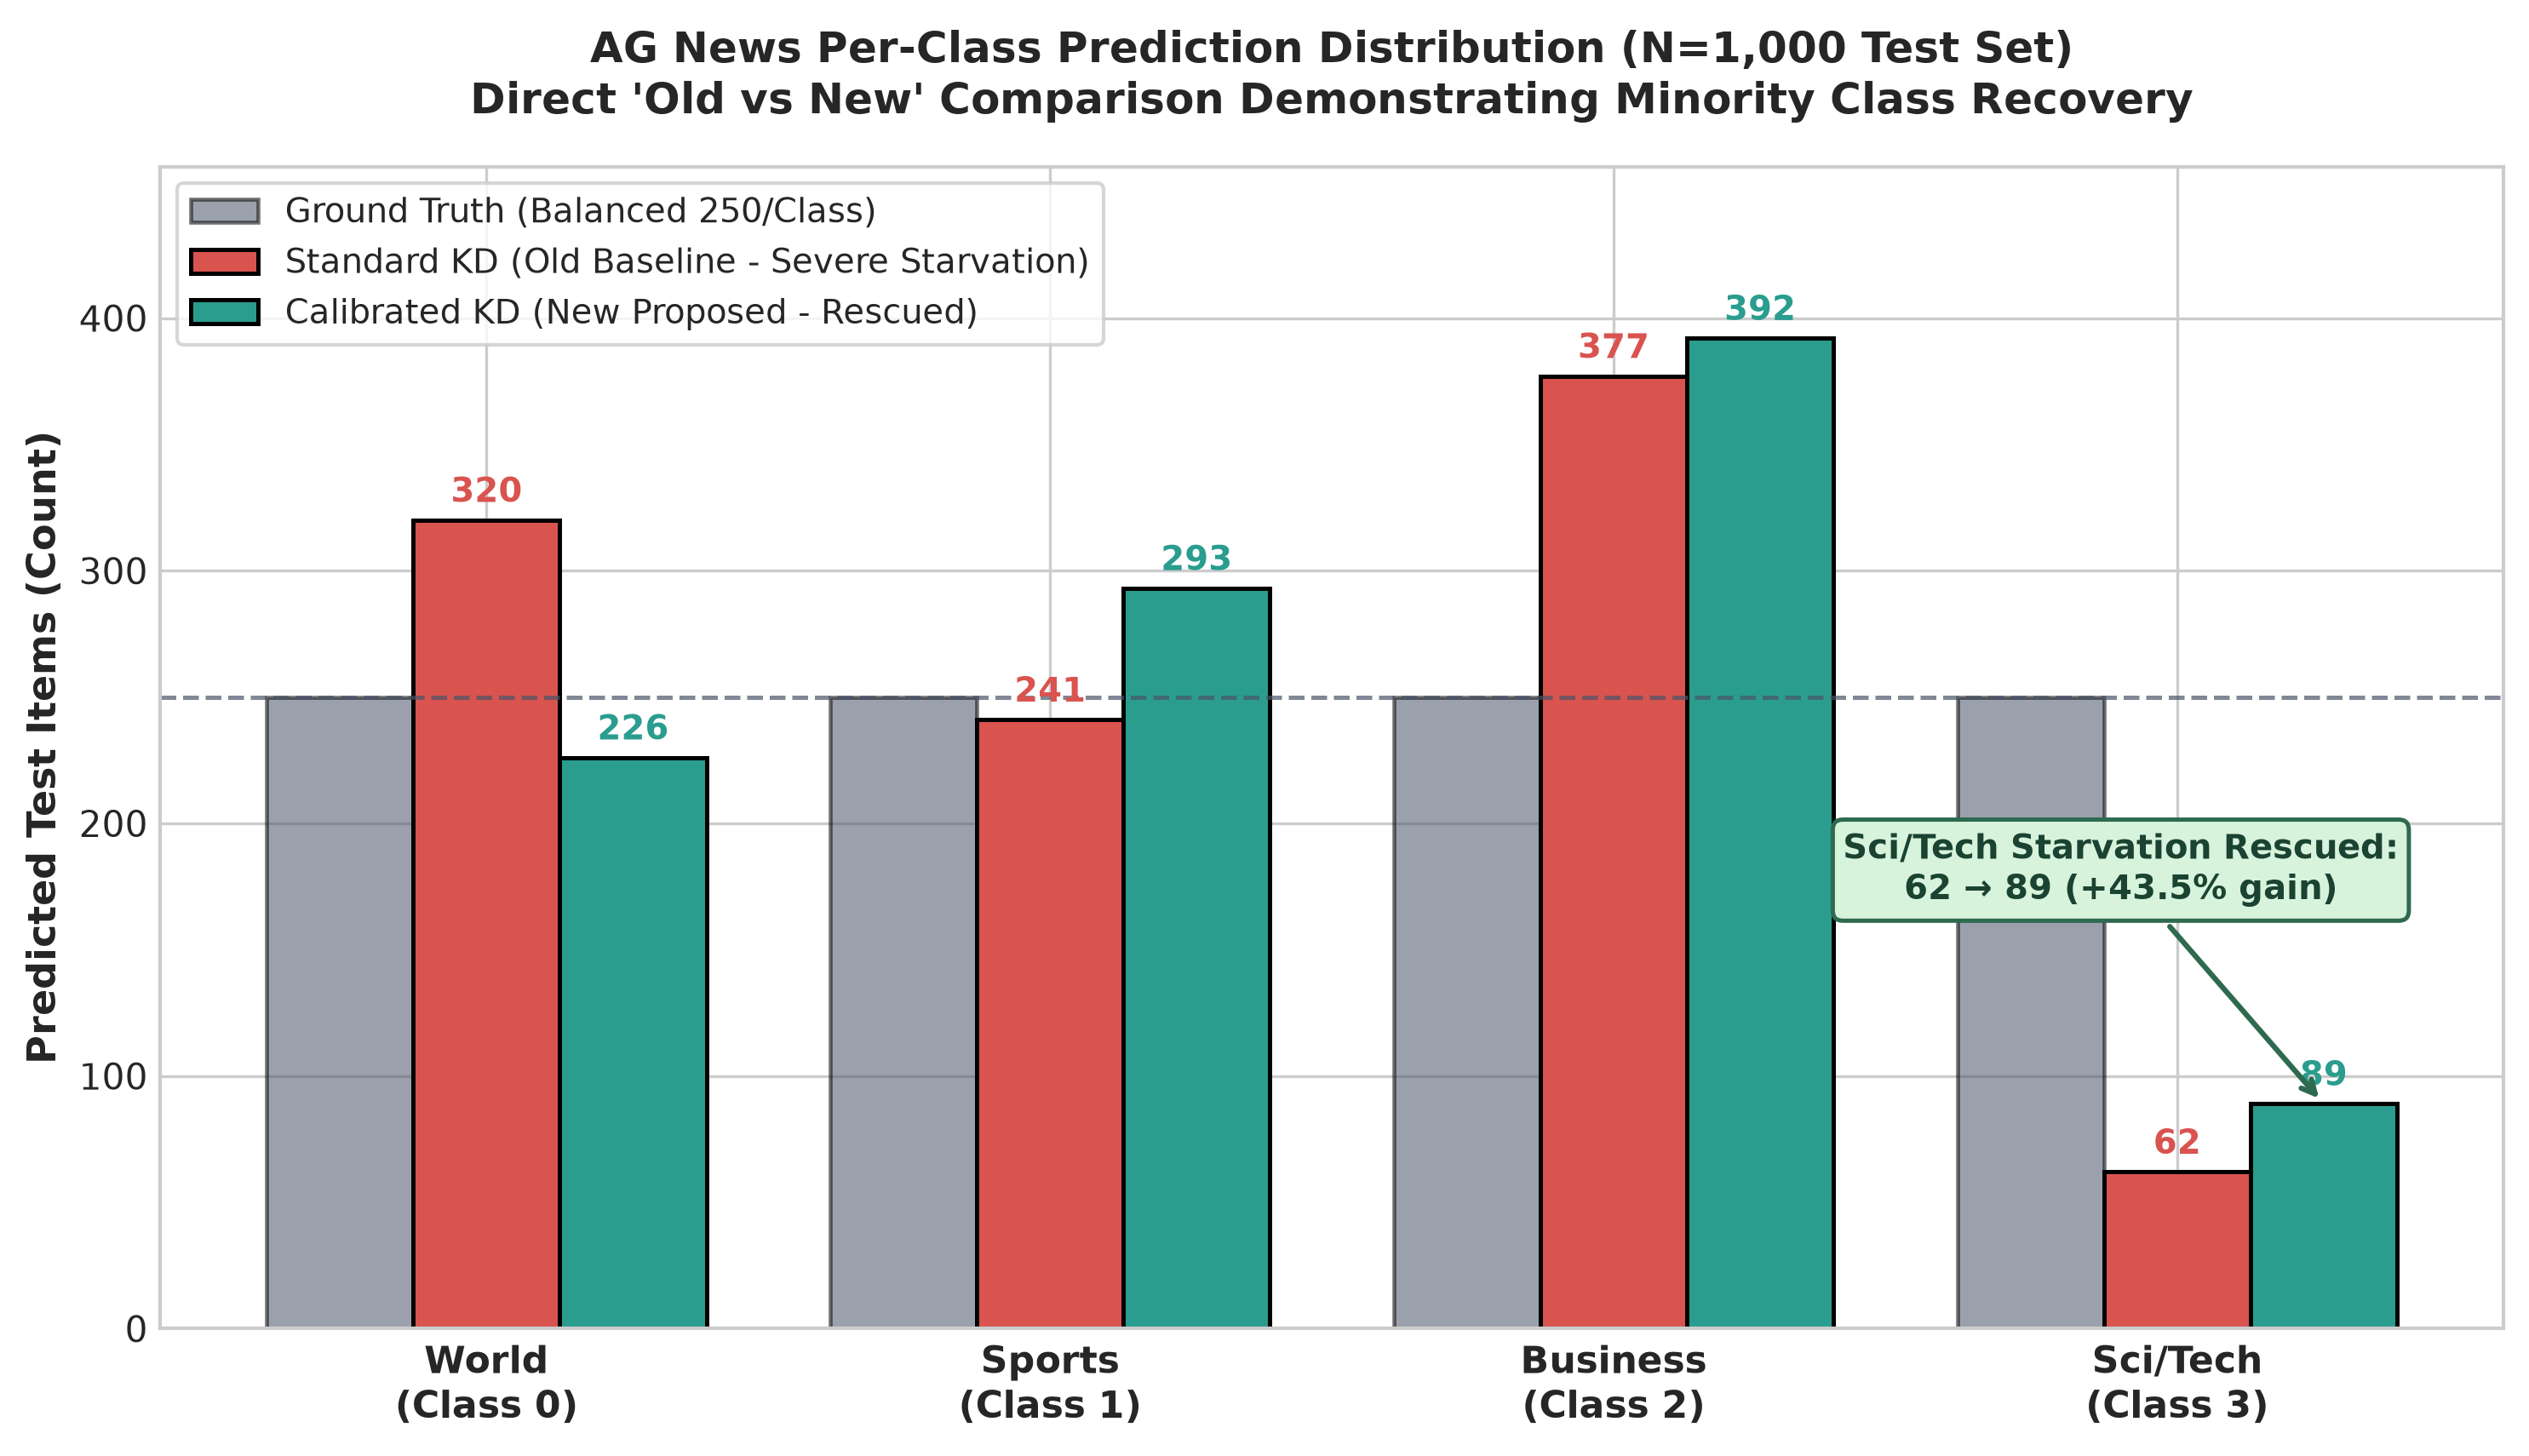 AG News Per-Class Prediction Distribution (N=1,000 Test Set)
Direct 'Old vs New' Comparison Demonstrating Minority Class Recovery
Ground Truth (Balanced 250/Class)
Standard KD (Old Baseline - Severe Starvation)
Calibrated KD (New Proposed - Rescued)
Predicted Test Items (Count)
400
300
200
100
0
320
226
241
293
377
392
62
89
Sci/Tech Starvation Rescued:
62 → 89 (+43.5% gain)
World
(Class 0)
Sports
(Class 1)
Business
(Class 2)
Sci/Tech
(Class 3)